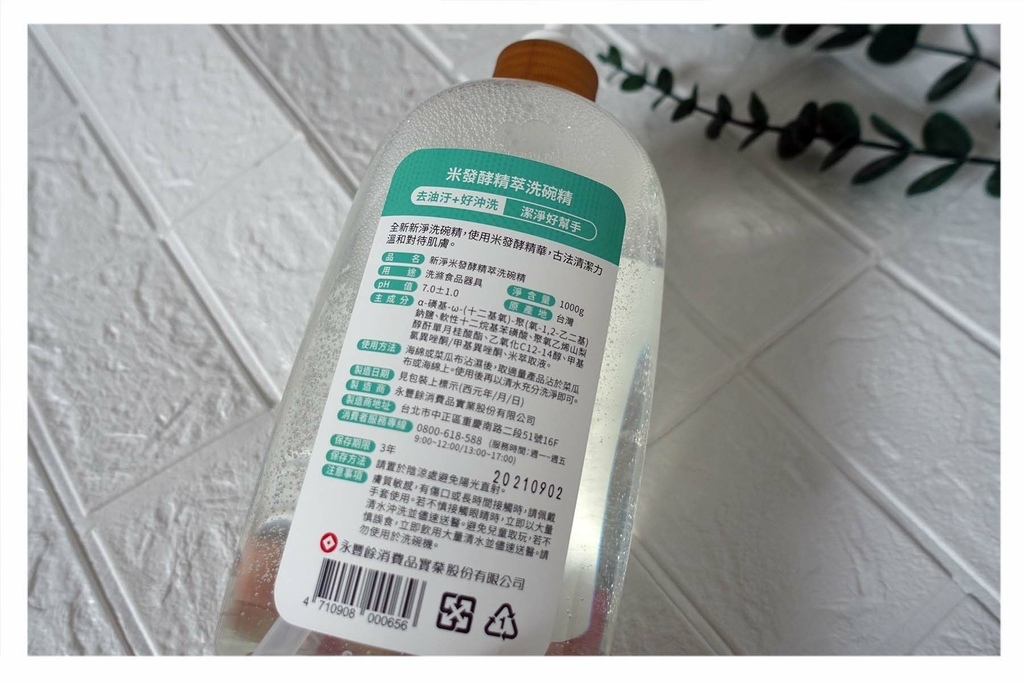 米發酵精萃洗碗精
去油汙+好沖洗 潔淨好幫手
全新新淨洗碗精，使用米發酵精華，古法清潔力
溫和對待肌膚。
品名 新淨米發酵精萃洗碗精
用途 洗滌食品器具 淨含量 1000g
pH 值 7.0±1.0 原產地 台灣
主成分 α-磺基-ω-(十二基氧)-聚(氧-1,2-乙二基)
鈉鹽、軟性十二烷基苯磺酸、聚氧乙烯山梨
醇酐單月桂酸酯、乙氧化C12-14醇、甲基
氯異唑酮/甲基異唑酮、米萃取液。
使用方法 海綿或菜瓜布沾濕後，取適量產品沾於菜瓜
布或海綿上。使用後再以清水充分洗淨即可。
製造日期 見包裝上標示(西元年/月/日)
製造商 永豐餘消費品實業股份有限公司
製造商地址 台北市中正區重慶南路二段51號16F
消費者服務專線 0800-618-588 (服務時間：週一~週五
9:00~12:00/13:00~17:00)
保存期限 3年
保存方法 請置於陰涼處避免陽光直射。 20210902
注意事項 膚質敏感，有傷口或長時間接觸時，請佩戴
手套使用。若不慎接觸眼睛時，立即以大量
清水沖洗並儘速送醫。避免兒童取玩，若不
慎誤食，立即飲用大量清水並儘速送醫。請
勿使用於洗碗機。
永豐餘消費品實業股份有限公司
4 710908 000656
1